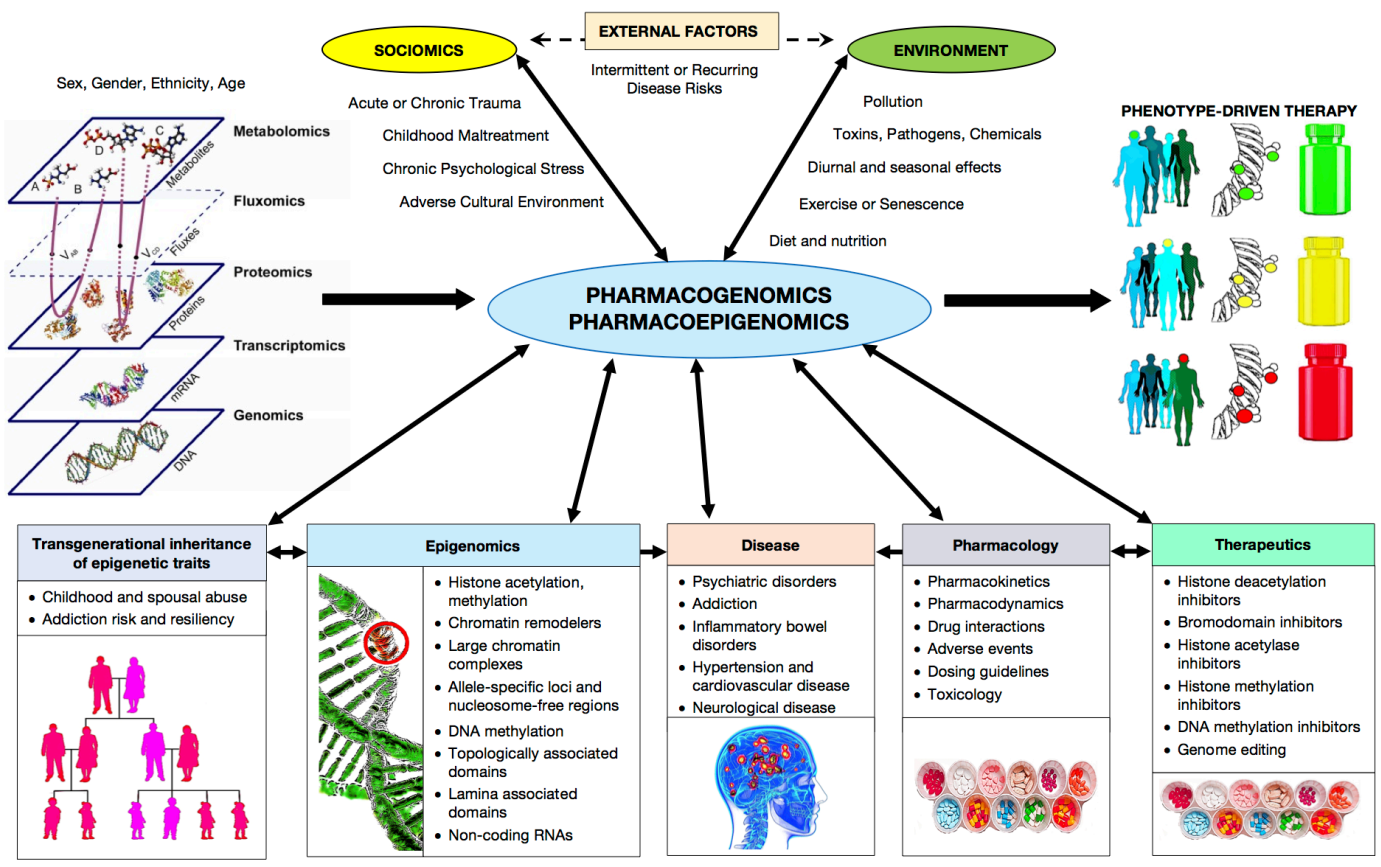 EXTERNAL FACTORS
SOCIOMICS
ENVIRONMENT
Intermittent or Recurring
Disease Risks
Sex, Gender, Ethnicity, Age
Metabolomics
Metabolites
A
B
C
D
Fluxomics
Fluxes
V AB
V CD
Proteomics
Proteins
Transcriptomics
mRNA
Genomics
DNA
Acute or Chronic Trauma
Childhood Maltreatment
Chronic Psychological Stress
Adverse Cultural Environment
Pollution
Toxins, Pathogens, Chemicals
Diurnal and seasonal effects
Exercise or Senescence
Diet and nutrition
PHENOTYPE-DRIVEN THERAPY
PHARMACOGENOMICS
PHARMACOEPIGENOMICS
Transgenerational inheritance
of epigenetic traits
• Childhood and spousal abuse
• Addiction risk and resiliency
Epigenomics
• Histone acetylation,
methylation
• Chromatin remodelers
• Large chromatin
complexes
• Allele-specific loci and
nucleosome-free regions
• DNA methylation
• Topologically associated
domains
• Lamina associated
domains
• Non-coding RNAs
Disease
• Psychiatric disorders
• Addiction
• Inflammatory bowel
disorders
• Hypertension and
cardiovascular disease
• Neurological disease
Pharmacology
• Pharmacokinetics
• Pharmacodynamics
• Drug interactions
• Adverse events
• Dosing guidelines
• Toxicology
Therapeutics
• Histone deacetylation
inhibitors
• Bromodomain inhibitors
• Histone acetylase
inhibitors
• Histone methylation
inhibitors
• DNA methylation inhibitors
• Genome editing